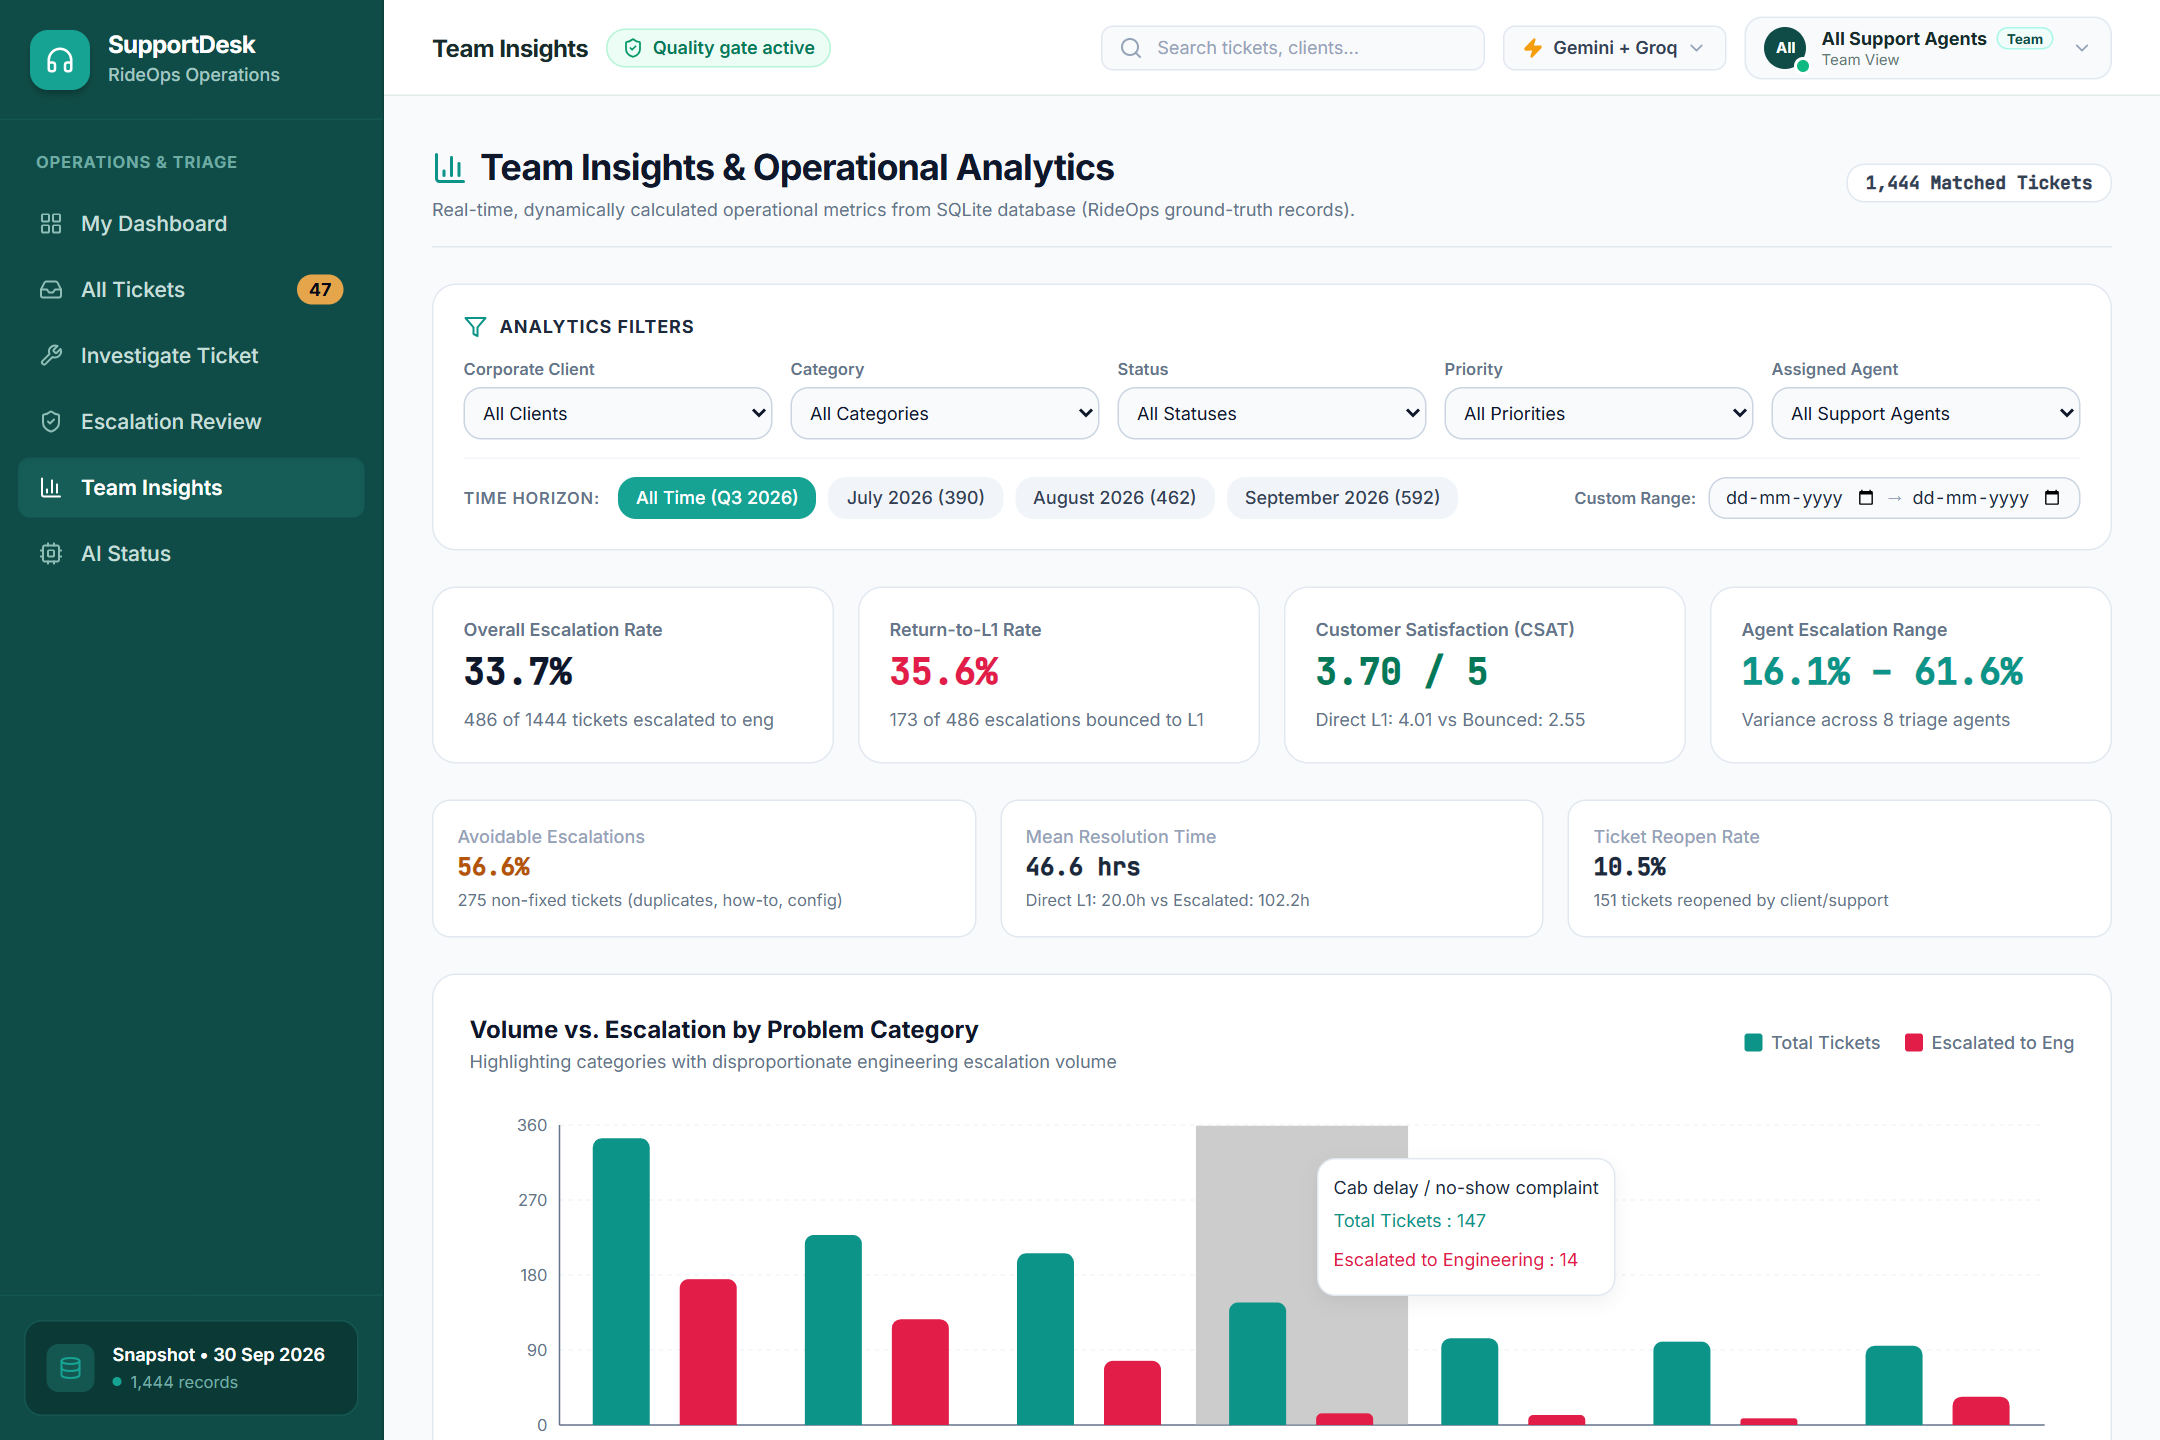 SupportDesk
RideOps Operations
OPERATIONS & TRIAGE
My Dashboard
All Tickets
47
Investigate Ticket
Escalation Review
Team Insights
AI Status
Snapshot • 30 Sep 2026
1,444 records
Team Insights
Quality gate active
Search tickets, clients...
Gemini + Groq
All
All Support Agents
Team
Team View
Team Insights & Operational Analytics
Real-time, dynamically calculated operational metrics from SQLite database (RideOps ground-truth records).
1,444 Matched Tickets
ANALYTICS FILTERS
Corporate Client
Category
Status
Priority
Assigned Agent
All Clients
All Categories
All Statuses
All Priorities
All Support Agents
TIME HORIZON:
All Time (Q3 2026)
July 2026 (390)
August 2026 (462)
September 2026 (592)
Custom Range:
dd-mm-yyyy → dd-mm-yyyy
Overall Escalation Rate
33.7%
486 of 1444 tickets escalated to eng
Return-to-L1 Rate
35.6%
173 of 486 escalations bounced to L1
Customer Satisfaction (CSAT)
3.70 / 5
Direct L1: 4.01 vs Bounced: 2.55
Agent Escalation Range
16.1% – 61.6%
Variance across 8 triage agents
Avoidable Escalations
56.6%
275 non-fixed tickets (duplicates, how-to, config)
Mean Resolution Time
46.6 hrs
Direct L1: 20.0h vs Escalated: 102.2h
Ticket Reopen Rate
10.5%
151 tickets reopened by client/support
Volume vs. Escalation by Problem Category
Highlighting categories with disproportionate engineering escalation volume
Total Tickets
Escalated to Eng
360
270
180
90
0
Cab delay / no-show complaint
Total Tickets : 147
Escalated to Engineering : 14